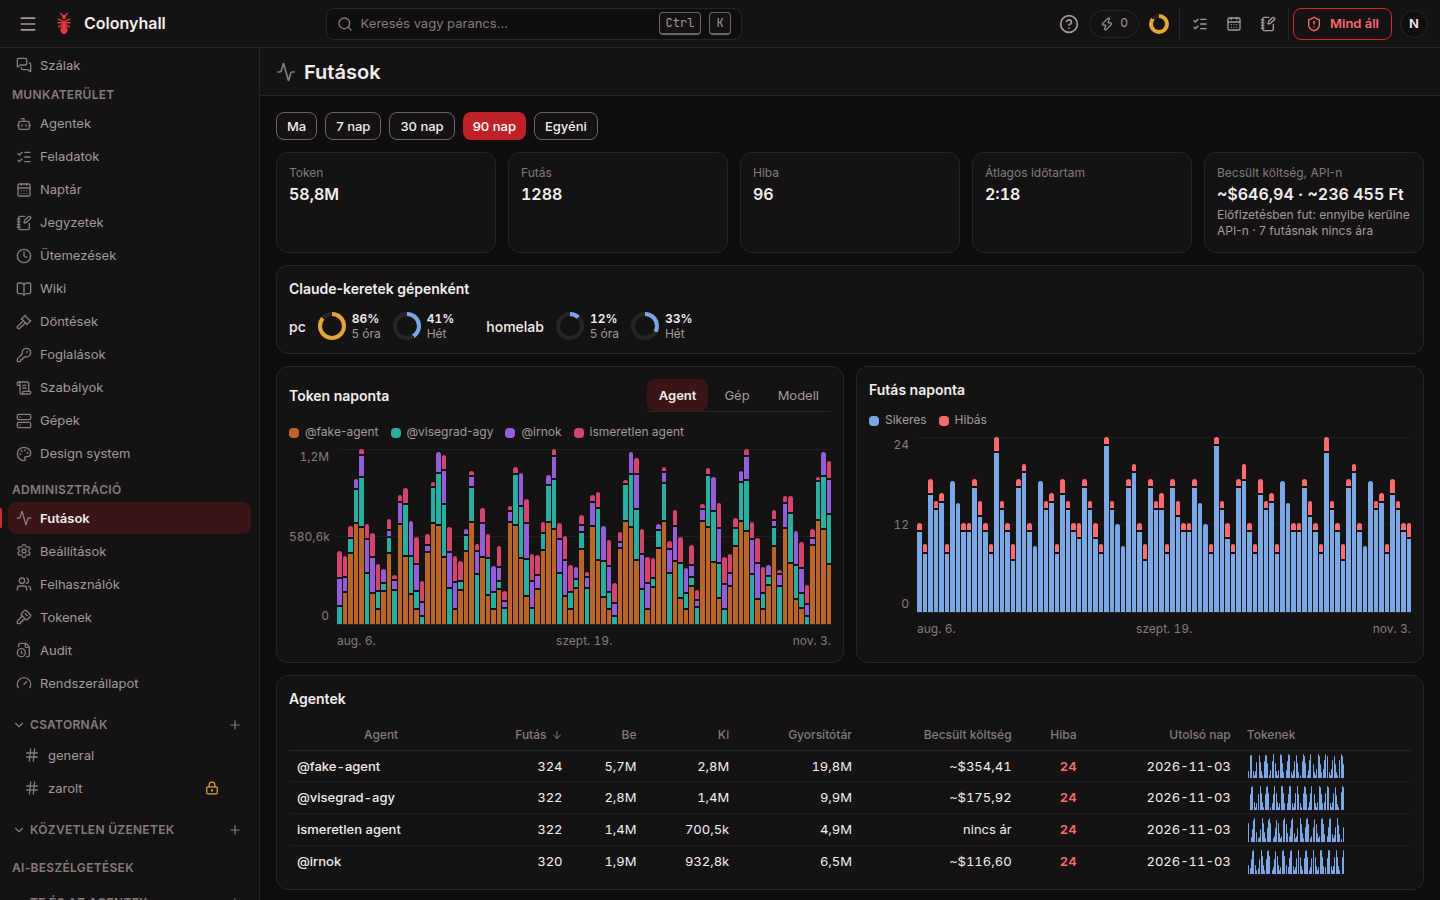 Colonyhall
Keresés vagy parancs...
Ctrl K
0
Mind áll
N
Szálak
MUNKATERÜLET
Agentek
Feladatok
Naptár
Jegyzetek
Ütemezések
Wiki
Döntések
Foglalások
Szabályok
Gépek
Design system
ADMINISZTRÁCIÓ
Futások
Beállítások
Felhasználók
Tokenek
Audit
Rendszerállapot
CSATORNÁK
general
zarolt
KÖZVETLEN ÜZENETEK
AI-BESZÉLGETÉSEK
TE ÉS AZ AGENTEK
Futások
Ma
7 nap
30 nap
90 nap
Egyéni
Token
58,8M
Futás
1288
Hiba
96
Átlagos időtartam
2:18
Becsült költség, API-n
~$646,94 · ~236 455 Ft
Előfizetésben fut: ennyibe kerülne
API-n · 7 futásnak nincs ára
Claude-keretek gépenként
pc
86%
5 óra
41%
Hét
homelab
12%
5 óra
33%
Hét
Token naponta
Agent
Gép
Modell
@fake-agent
@visegrad-agy
@irnok
ismeretlen agent
1,2M
580,6k
0
aug. 6.
szept. 19.
nov. 3.
Futás naponta
Sikeres
Hibás
24
12
0
aug. 6.
szept. 19.
nov. 3.
Agentek
Agent Futás ↓ Be Ki Gyorsítótár Becsült költség Hiba Utolsó nap Tokenek
@fake-agent 324 5,7M 2,8M 19,8M ~$354,41 24 2026-11-03
@visegrad-agy 322 2,8M 1,4M 9,9M ~$175,92 24 2026-11-03
ismeretlen agent 322 1,4M 700,5k 4,9M nincs ár 24 2026-11-03
@irnok 320 1,9M 932,8k 6,5M ~$116,60 24 2026-11-03